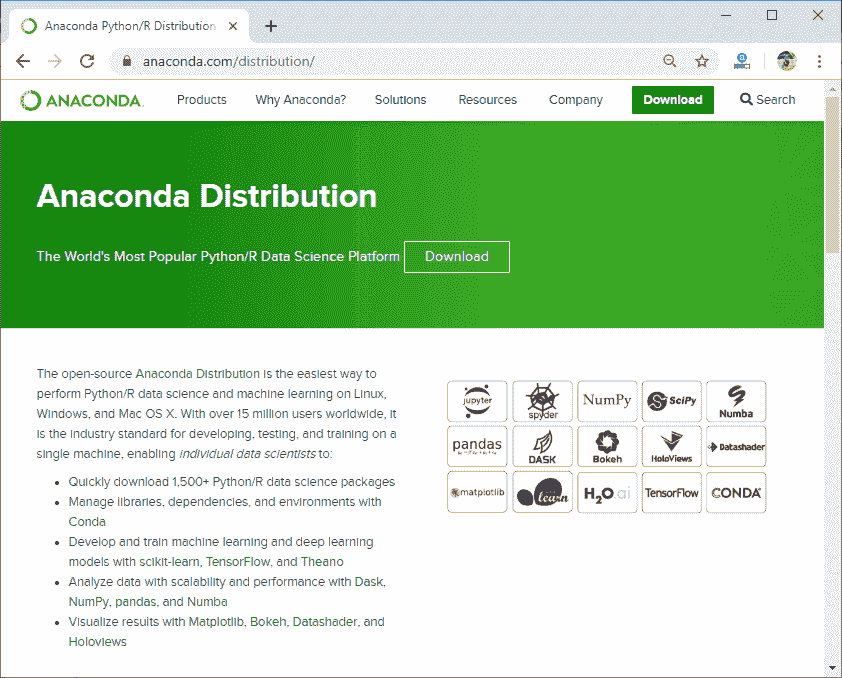 Anaconda Python/R Distribution
anaconda.com/distribution/
ANACONDA.
Products
Why Anaconda?
Solutions
Resources
Company
Download
Search
Anaconda Distribution
The World's Most Popular Python/R Data Science Platform
Download
The open-source Anaconda Distribution is the easiest way to
perform Python/R data science and machine learning on Linux,
Windows, and Mac OS X. With over 15 million users worldwide, it
is the industry standard for developing, testing, and training on a
single machine, enabling individual data scientists to:
• Quickly download 1,500+ Python/R data science packages
• Manage libraries, dependencies, and environments with
Conda
• Develop and train machine learning and deep learning
models with scikit-learn, TensorFlow, and Theano
• Analyze data with scalability and performance with Dask,
NumPy, pandas, and Numba
• Visualize results with Matplotlib, Bokeh, Datashader, and
Holoviews
jupyter
spyder
NumPy
SciPy
Numba
pandas
DASK
Bokeh
HoloViews
Datashader
matplotlib
learn
H2O.ai
TensorFlow
CONDA